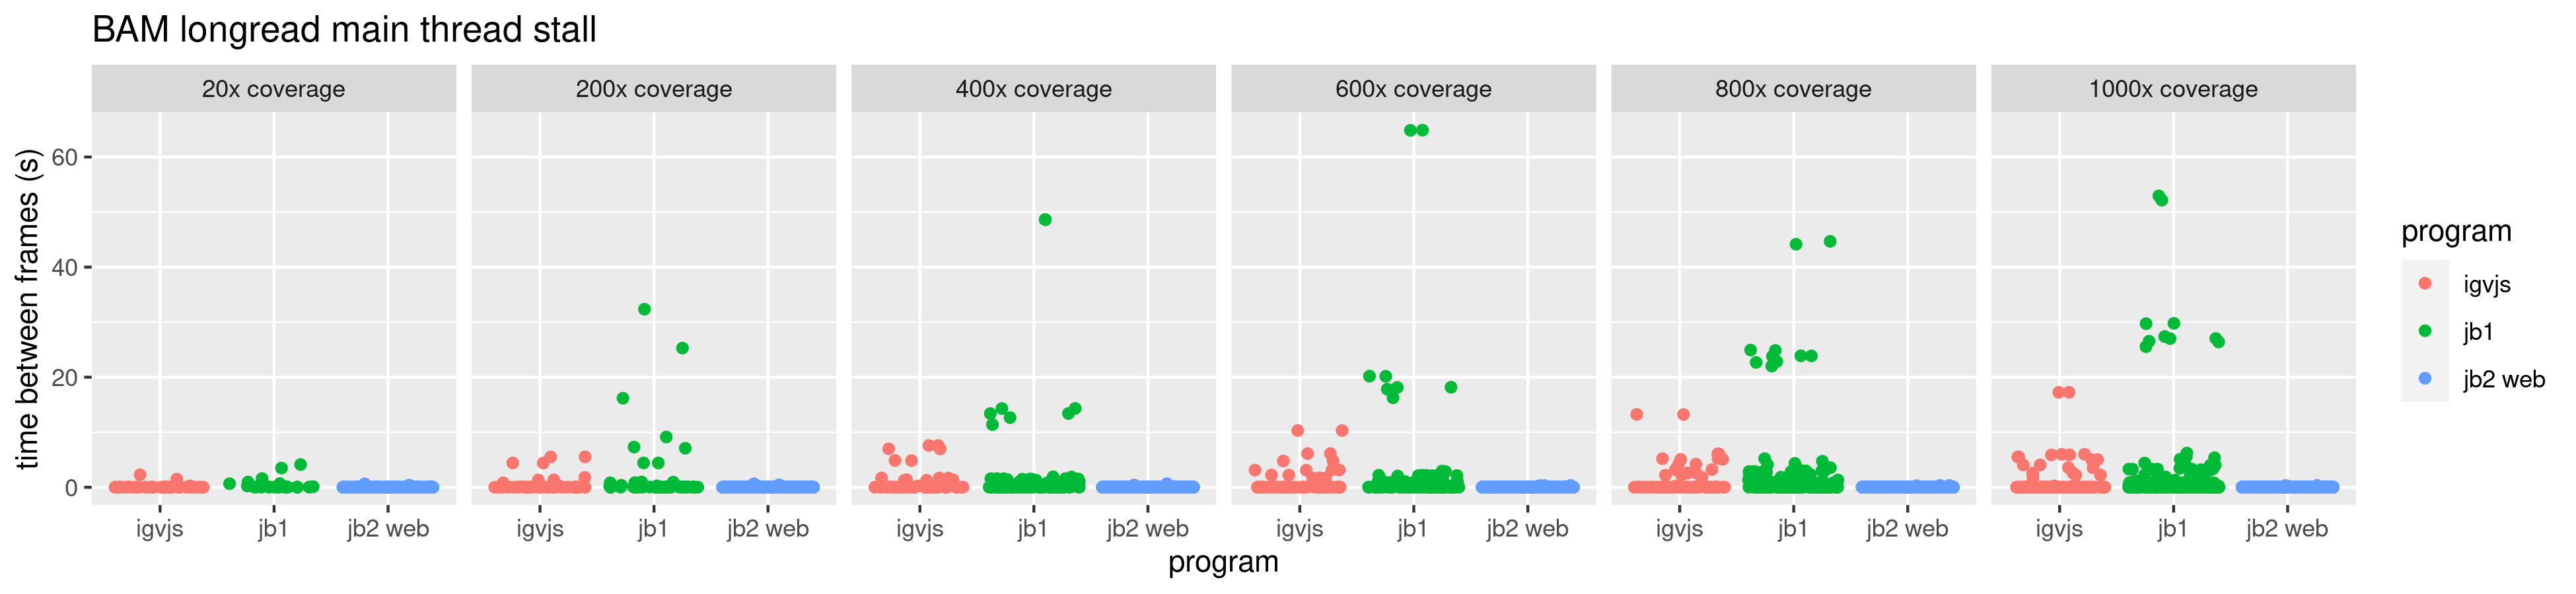 BAM longread main thread stall
20x coverage 200x coverage 400x coverage 600x coverage 800x coverage 1000x coverage
time between frames (s)
60
40
20
0
igvjs jb1 jb2 web igvjs jb1 jb2 web igvjs jb1 jb2 web igvjs jb1 jb2 web igvjs jb1 jb2 web igvjs jb1 jb2 web
program
program
igvjs
jb1
jb2 web